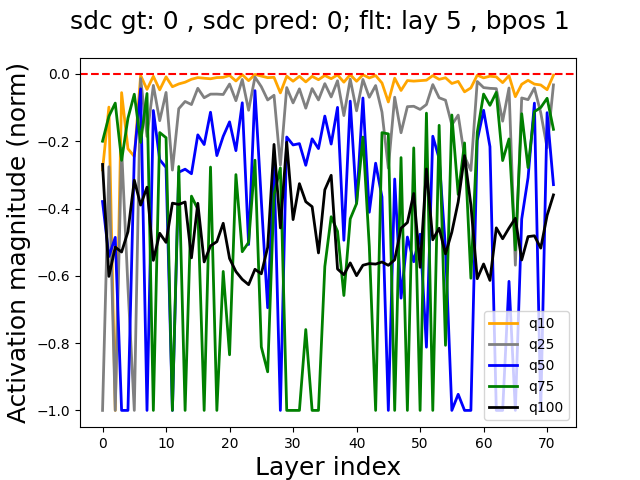 sdc gt: 0 , sdc pred: 0; flt: lay 5 , bpos 1
Activation magnitude (norm)
0.0
−0.2
−0.4
−0.6
−0.8
−1.0
q10
q25
q50
q75
q100
0 10 20 30 40 50 60 70
Layer index